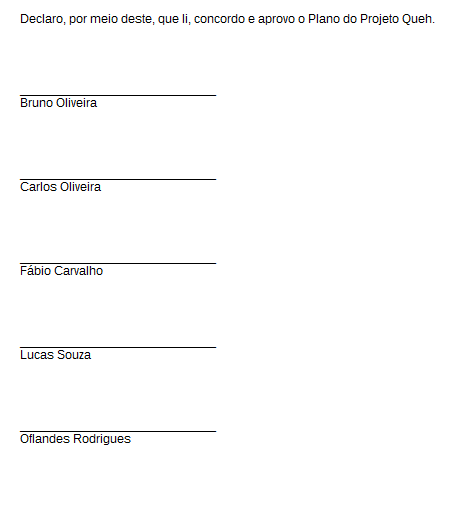 Declaro, por meio deste, que li, concordo e aprovo o Plano do Projeto Queh.
Bruno Oliveira
Carlos Oliveira
Fábio Carvalho
Lucas Souza
Oflandes Rodrigues